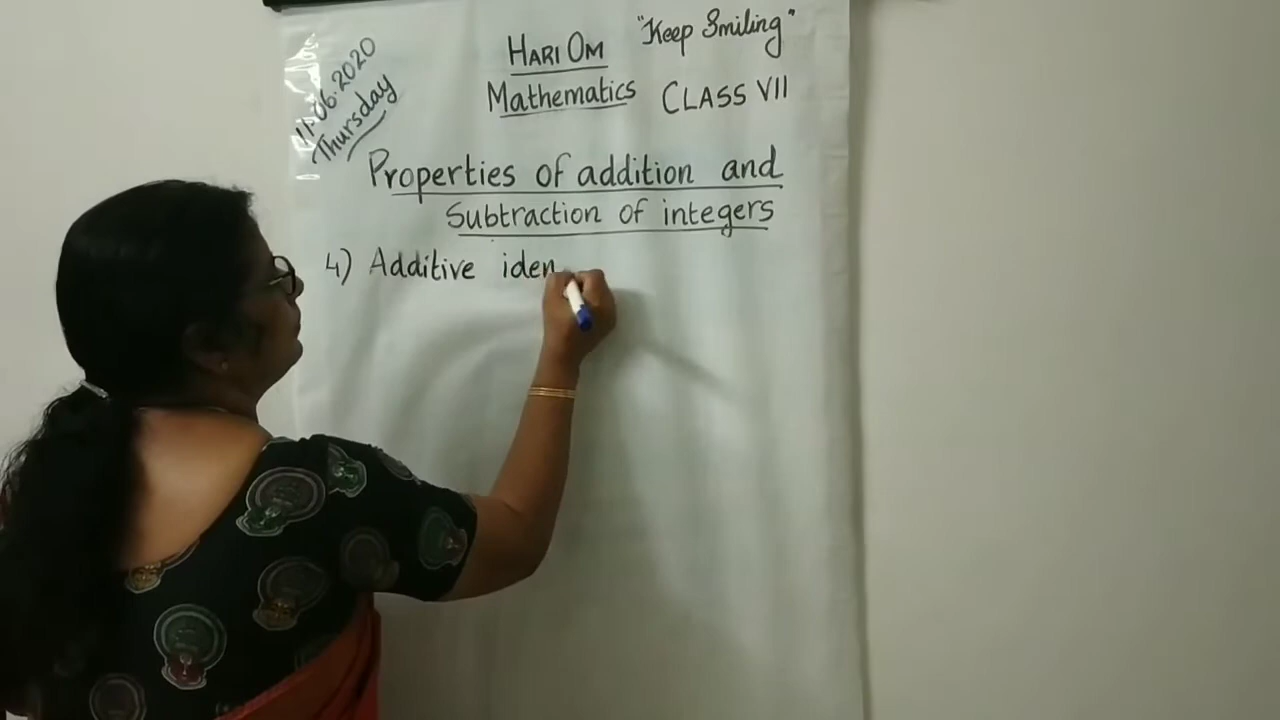 11.06.2020
Thursday
"Keep Smiling"
HARI OM
Mathematics CLASS VII
Properties of addition and
Subtraction of integers
4) Additive iden